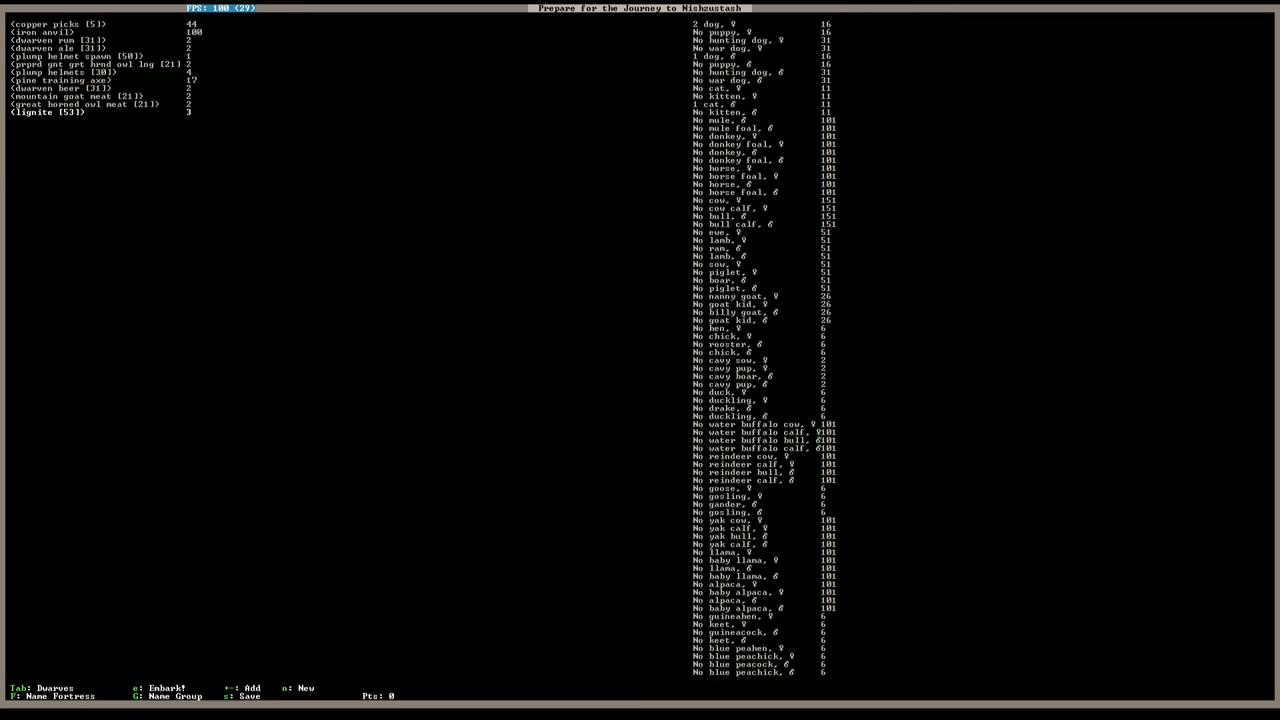 FPS: 100 (29)
Prepare for the Journey to Nishzustash
(copper picks [5]) 44
(iron anvil) 100
(dwarven rum [31]) 2
(dwarven ale [31]) 2
(plump helmet spawn [50]) 1
(prprd gnt grt hrnd owl lng [21] 2
(plump helmets [30]) 4
(pine training axe) 17
(dwarven beer [31]) 2
(mountain goat meat [21]) 2
(great horned owl meat [21]) 2
(lignite [53]) 3
2 dog, ♀ 16
No puppy, ♀ 16
No hunting dog, ♀ 31
No war dog, ♀ 31
1 dog, ♂ 16
No puppy, ♂ 16
No hunting dog, ♂ 31
No war dog, ♂ 31
No cat, ♀ 11
No kitten, ♀ 11
1 cat, ♂ 11
No kitten, ♂ 11
No mule, ♂ 101
No mule foal, ♂ 101
No donkey, ♀ 101
No donkey foal, ♀ 101
No donkey, ♂ 101
No donkey foal, ♂ 101
No horse, ♀ 101
No horse foal, ♀ 101
No horse, ♂ 101
No horse foal, ♂ 101
No cow, ♀ 151
No cow calf, ♀ 151
No bull, ♂ 151
No bull calf, ♂ 151
No ewe, ♀ 51
No lamb, ♀ 51
No ram, ♂ 51
No lamb, ♂ 51
No sow, ♀ 51
No piglet, ♀ 51
No boar, ♂ 51
No piglet, ♂ 51
No nanny goat, ♀ 26
No goat kid, ♀ 26
No billy goat, ♂ 26
No goat kid, ♂ 26
No hen, ♀ 6
No chick, ♀ 6
No rooster, ♂ 6
No chick, ♂ 6
No cavy sow, ♀ 2
No cavy pup, ♀ 2
No cavy boar, ♂ 2
No cavy pup, ♂ 2
No duck, ♀ 6
No duckling, ♀ 6
No drake, ♂ 6
No duckling, ♂ 6
No water buffalo cow, ♀ 101
No water buffalo calf, ♀101
No water buffalo bull, ♂101
No water buffalo calf, ♂101
No reindeer cow, ♀ 101
No reindeer calf, ♀ 101
No reindeer bull, ♂ 101
No reindeer calf, ♂ 101
No goose, ♀ 6
No gosling, ♀ 6
No gander, ♂ 6
No gosling, ♂ 6
No yak cow, ♀ 101
No yak calf, ♀ 101
No yak bull, ♂ 101
No yak calf, ♂ 101
No llama, ♀ 101
No baby llama, ♀ 101
No llama, ♂ 101
No baby llama, ♂ 101
No alpaca, ♀ 101
No baby alpaca, ♀ 101
No alpaca, ♂ 101
No baby alpaca, ♂ 101
No guineahen, ♀ 6
No keet, ♀ 6
No guineacock, ♂ 6
No keet, ♂ 6
No blue peahen, ♀ 6
No blue peachick, ♀ 6
No blue peacock, ♂ 6
No blue peachick, ♂ 6
Tab: Dwarves e: Embark! +-: Add n: New
F: Name Fortress G: Name Group s: Save Pts: 0